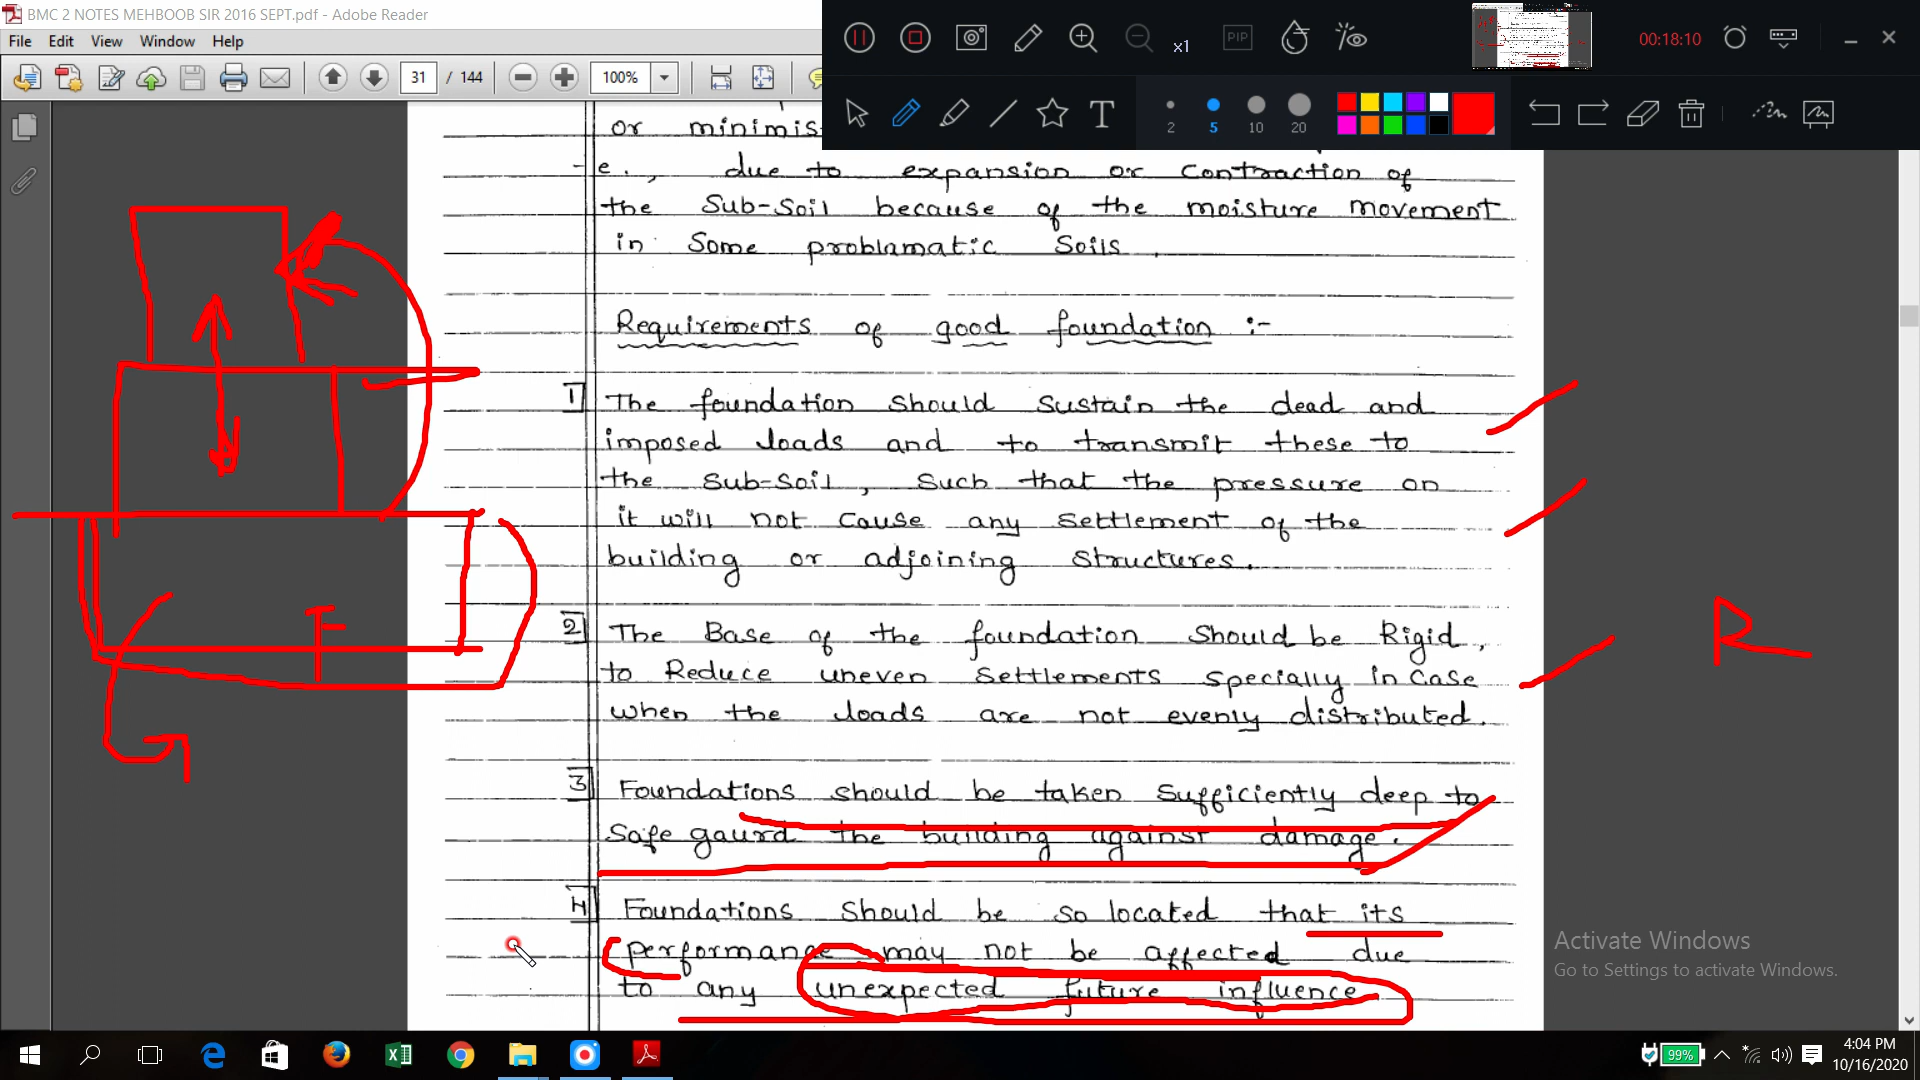 BMC 2 NOTES MEHBOOB SIR 2016 SEPT.pdf - Adobe Reader
File Edit View Window Help
31 / 144 100%
x1 PIP 00:18:10
T 2 5 10 20
or minimis
e., due to expansion or contraction of
the Sub-Soil because of the moisture movement
in Some problamatic Soils.
Requirements of good foundation :-
1 The foundation should sustain the dead and
imposed loads and to transmit these to
the Sub-Soil, Such that the pressure on
it will not cause any settlement of the
building or adjoining structures.
2 The Base of the foundation should be Rigid,
to Reduce uneven settlements specially in case
when the loads are not evenly distributed.
3 Foundations should be taken sufficiently deep to
safe gaurd the building against damage.
4 Foundations should be so located that its
performance may not be affected due
to any unexpected future influence
F
R
Activate Windows
Go to Settings to activate Windows.
99%
4:04 PM
10/16/2020